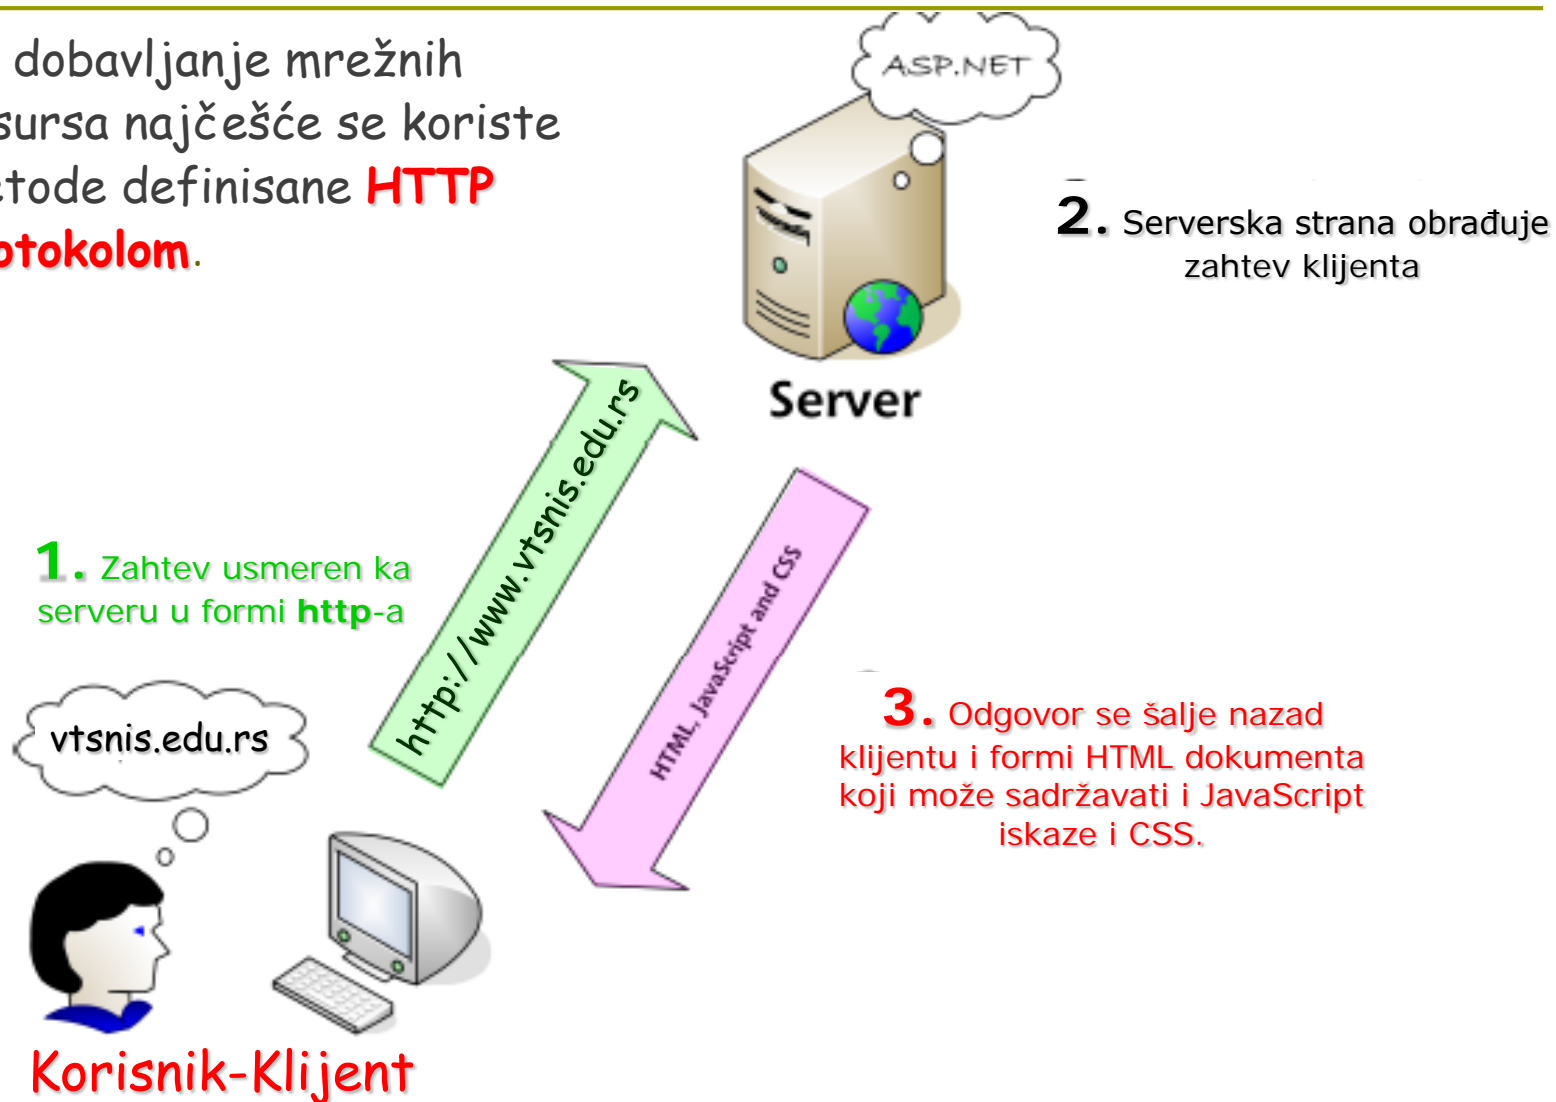 dobavljanje mrežnih
sursa najčešće se koriste
etode definisane HTTP
otokolom.
ASP.NET
2. Serverska strana obrađuje
zahtev klijenta
Server
http://www.vtsnis.edu.rs
HTML, JavaScript and CSS
1. Zahtev usmeren ka
serveru u formi http-a
vtsnis.edu.rs
3. Odgovor se šalje nazad
klijentu i formi HTML dokumenta
koji može sadržavati i JavaScript
iskaze i CSS.
Korisnik-Klijent